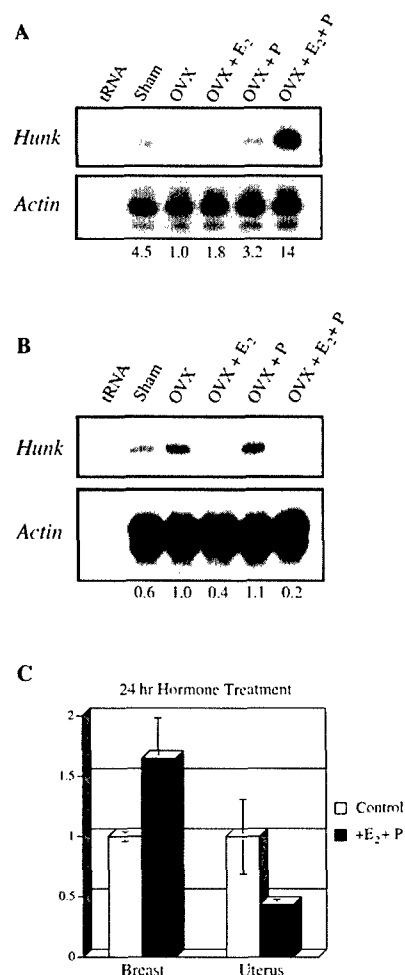 A
tRNA Sham OVX OVX + E₂ OVX + P OVX + E₂ + P
Hunk
Actin
4.5 1.0 1.8 3.2 14
B
tRNA Sham OVX OVX + E₂ OVX + P OVX + E₂ + P
Hunk
Actin
0.6 1.0 0.4 1.1 0.2
C
24 hr Hormone Treatment
2
1.5
1
0.5
0
Control
+E₂ + P
Breast Uterus